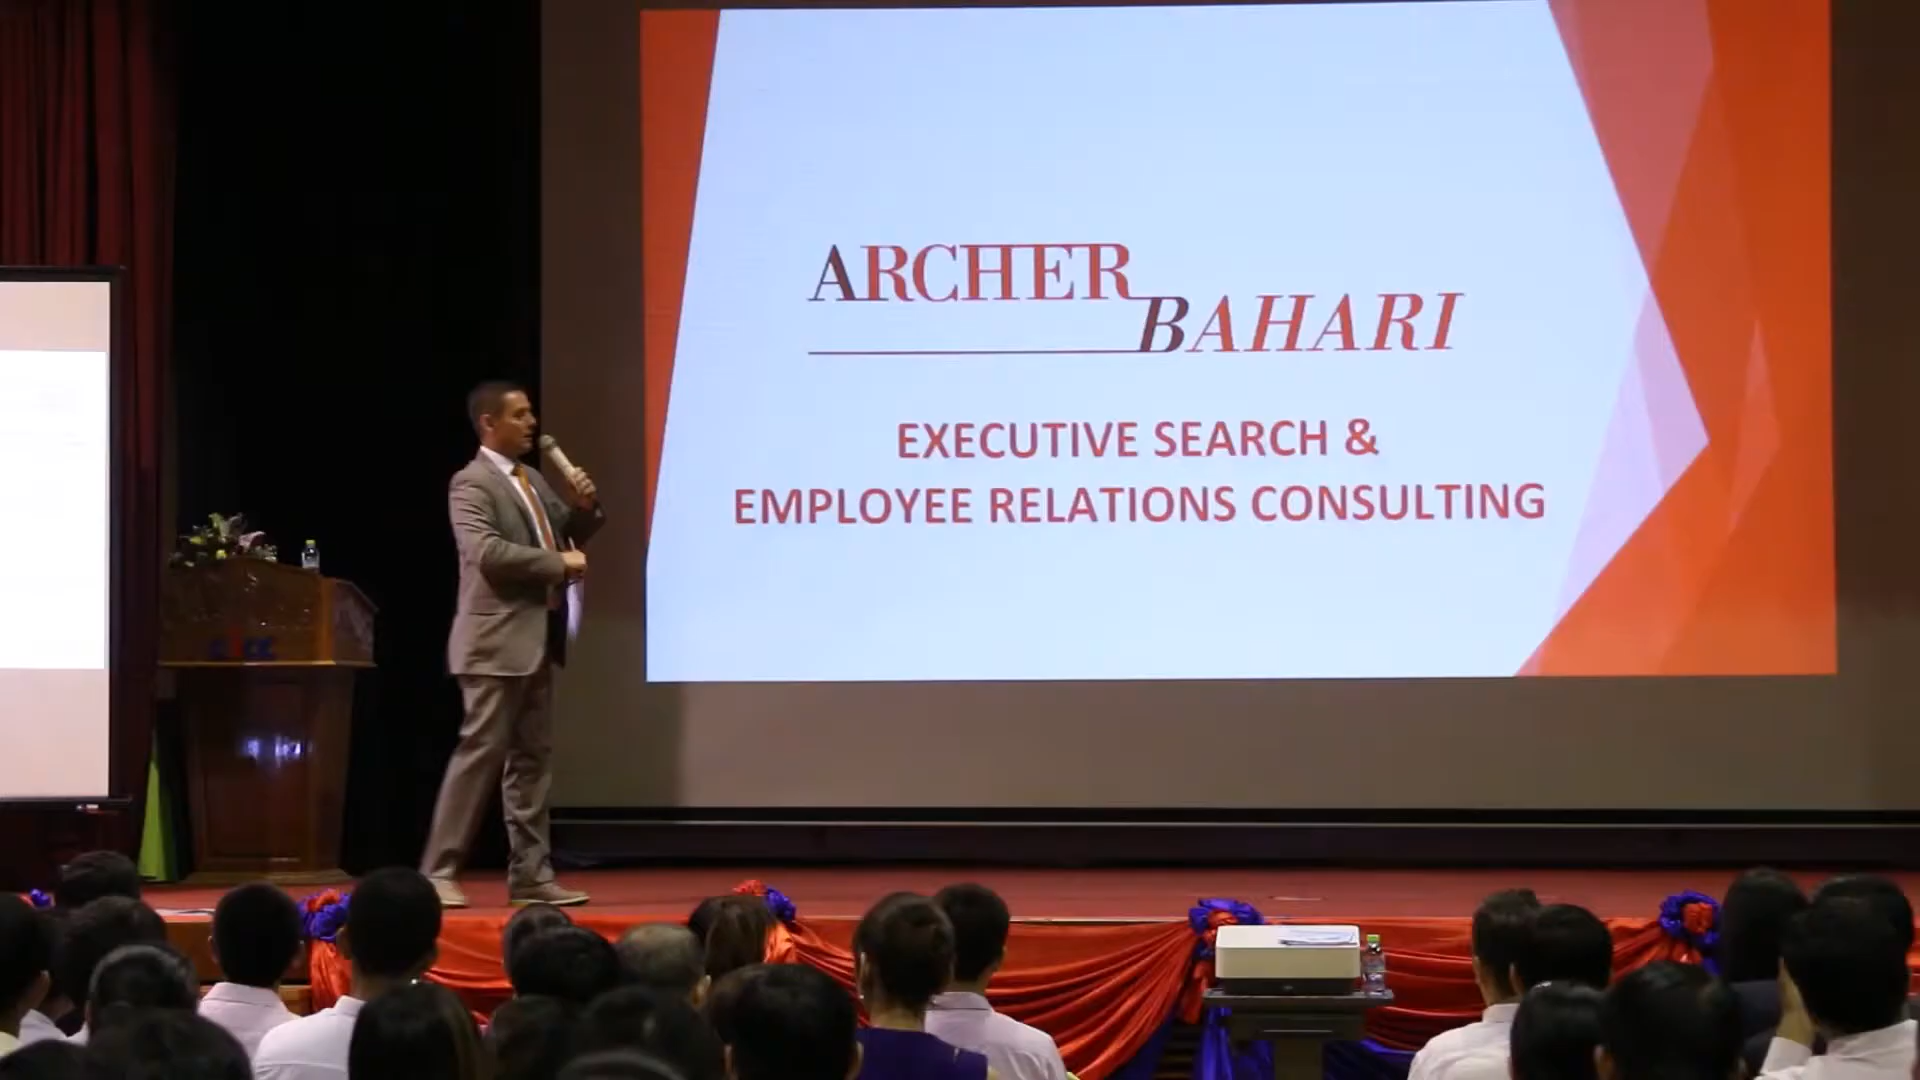 ARCHER
BAHARI
EXECUTIVE SEARCH &
EMPLOYEE RELATIONS CONSULTING